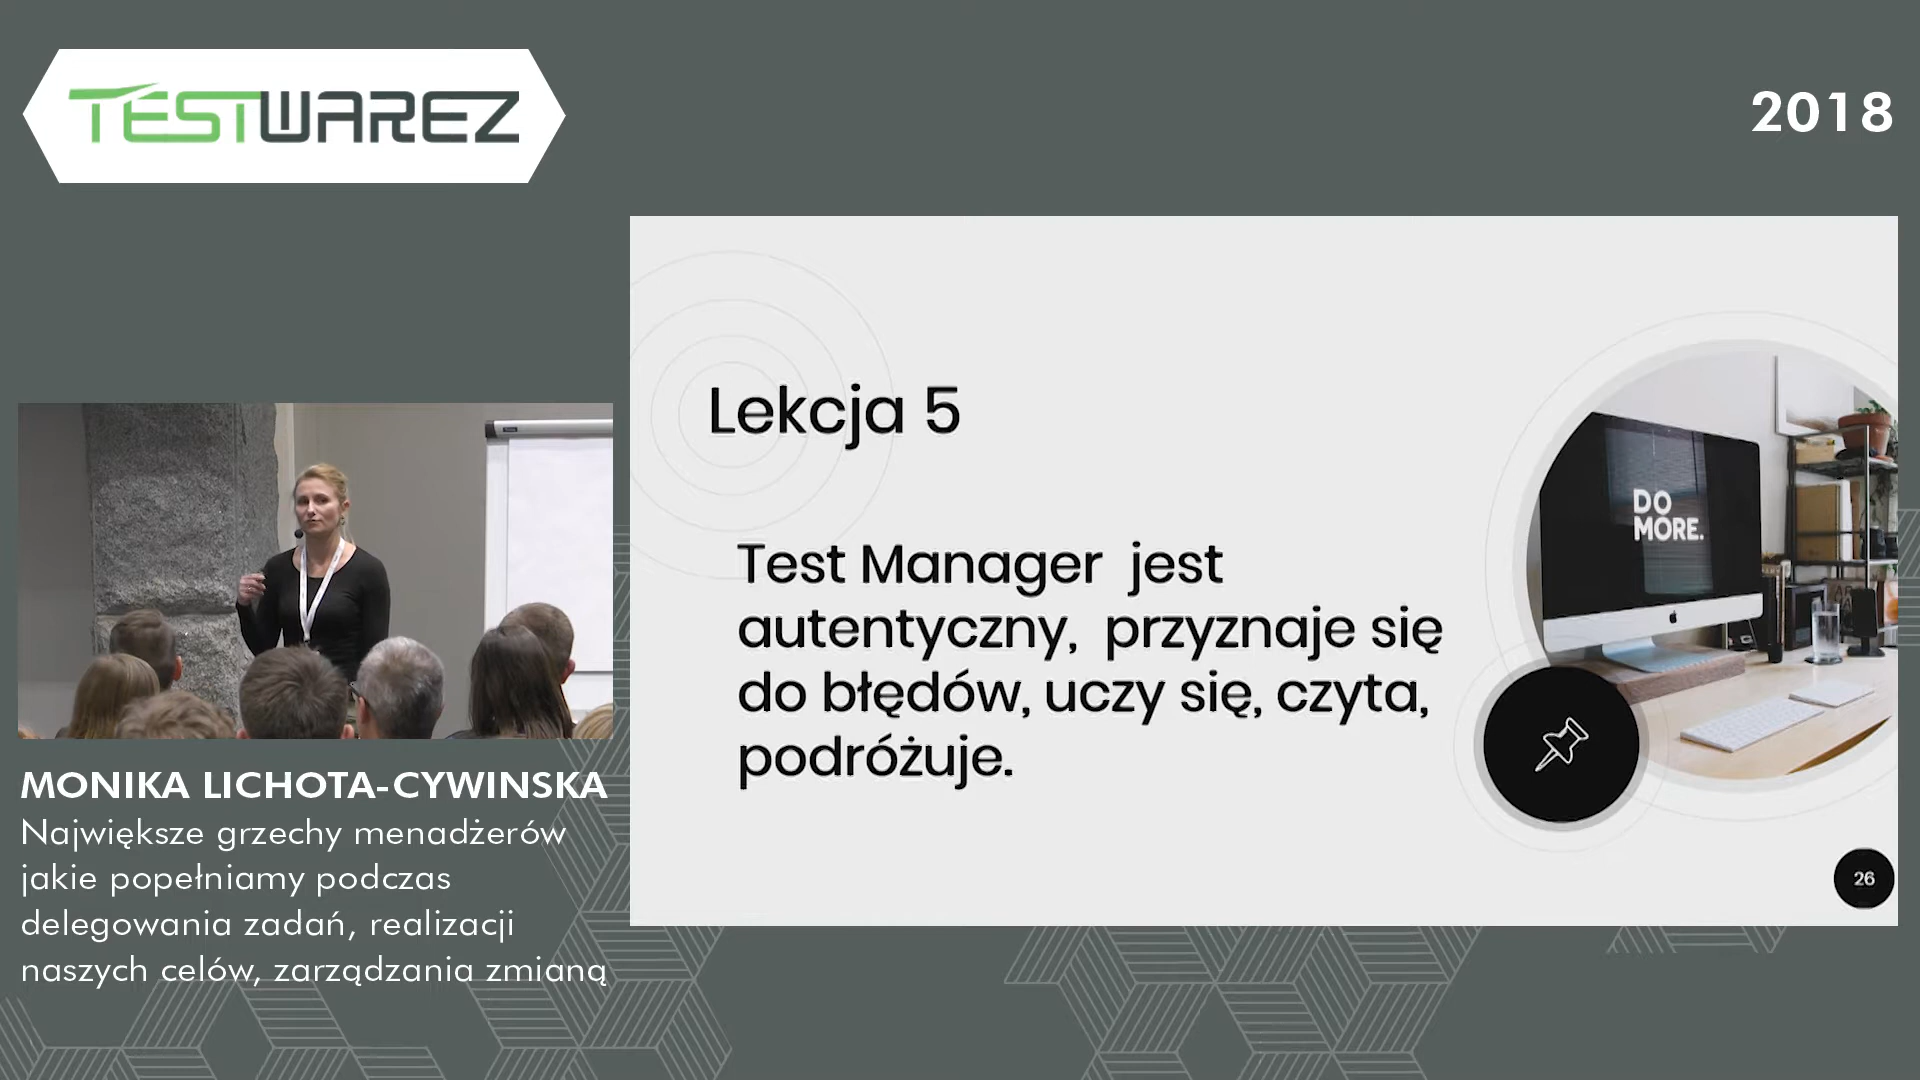 TESTWAREZ
2018
Lekcja 5
Test Manager jest
autentyczny, przyznaje się
do błędów, uczy się, czyta,
podróżuje.
DO
MORE.
26
MONIKA LICHOTA-CYWINSKA
Największe grzechy menadżerów
jakie popełniamy podczas
delegowania zadań, realizacji
naszych celów, zarządzania zmianą